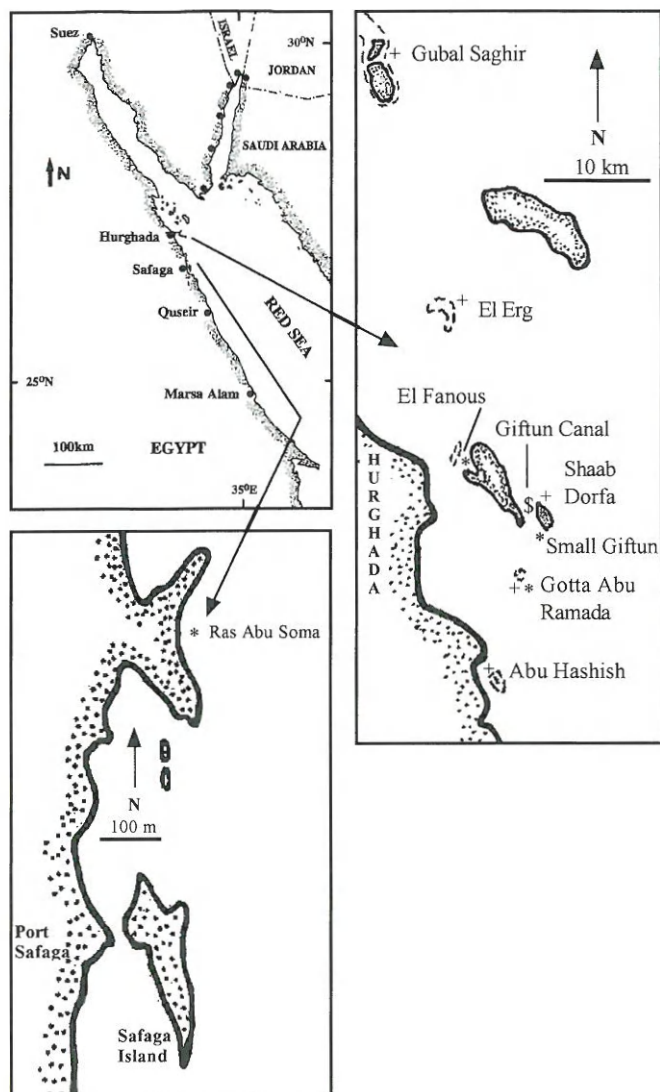 Suez
ISRAEL
30°N
JORDAN
SAUDI ARABIA
N
Hurghada
Safaga
Quseir
RED SEA
25°N
Marsa Alam
100km
EGYPT
35°E
+ Gubal Saghir
N
10 km
+ El Erg
El Fanous
*
Giftun Canal
$ + Shaab
Dorfa
* Small Giftun
+ * Gotta Abu
Ramada
HURGHADA
+ Abu Hashish
* Ras Abu Soma
N
100 m
Port
Safaga
Safaga
Island